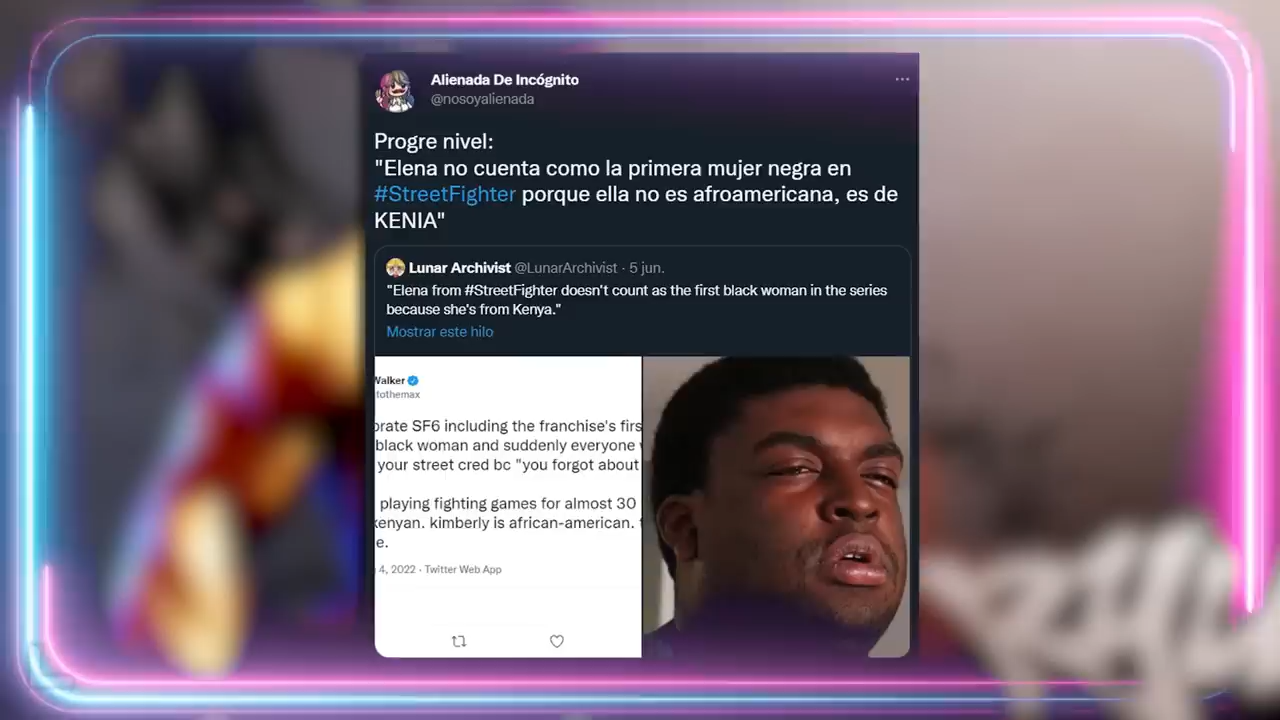 Alienada De Incógnito
@nosoyalienada
Progre nivel:
"Elena no cuenta como la primera mujer negra en
#StreetFighter porque ella no es afroamericana, es de
KENIA"
Lunar Archivist @LunarArchivist · 5 jun.
"Elena from #StreetFighter doesn't count as the first black woman in the series
because she's from Kenya."
Mostrar este hilo
Walker
tothemax
SF6 including the franchise's firs
black woman and suddenly everyone
your street cred bc "you forgot about
playing fighting games for almost 30
kenyan. kimberly is african-american.
e.
4, 2022 · Twitter Web App